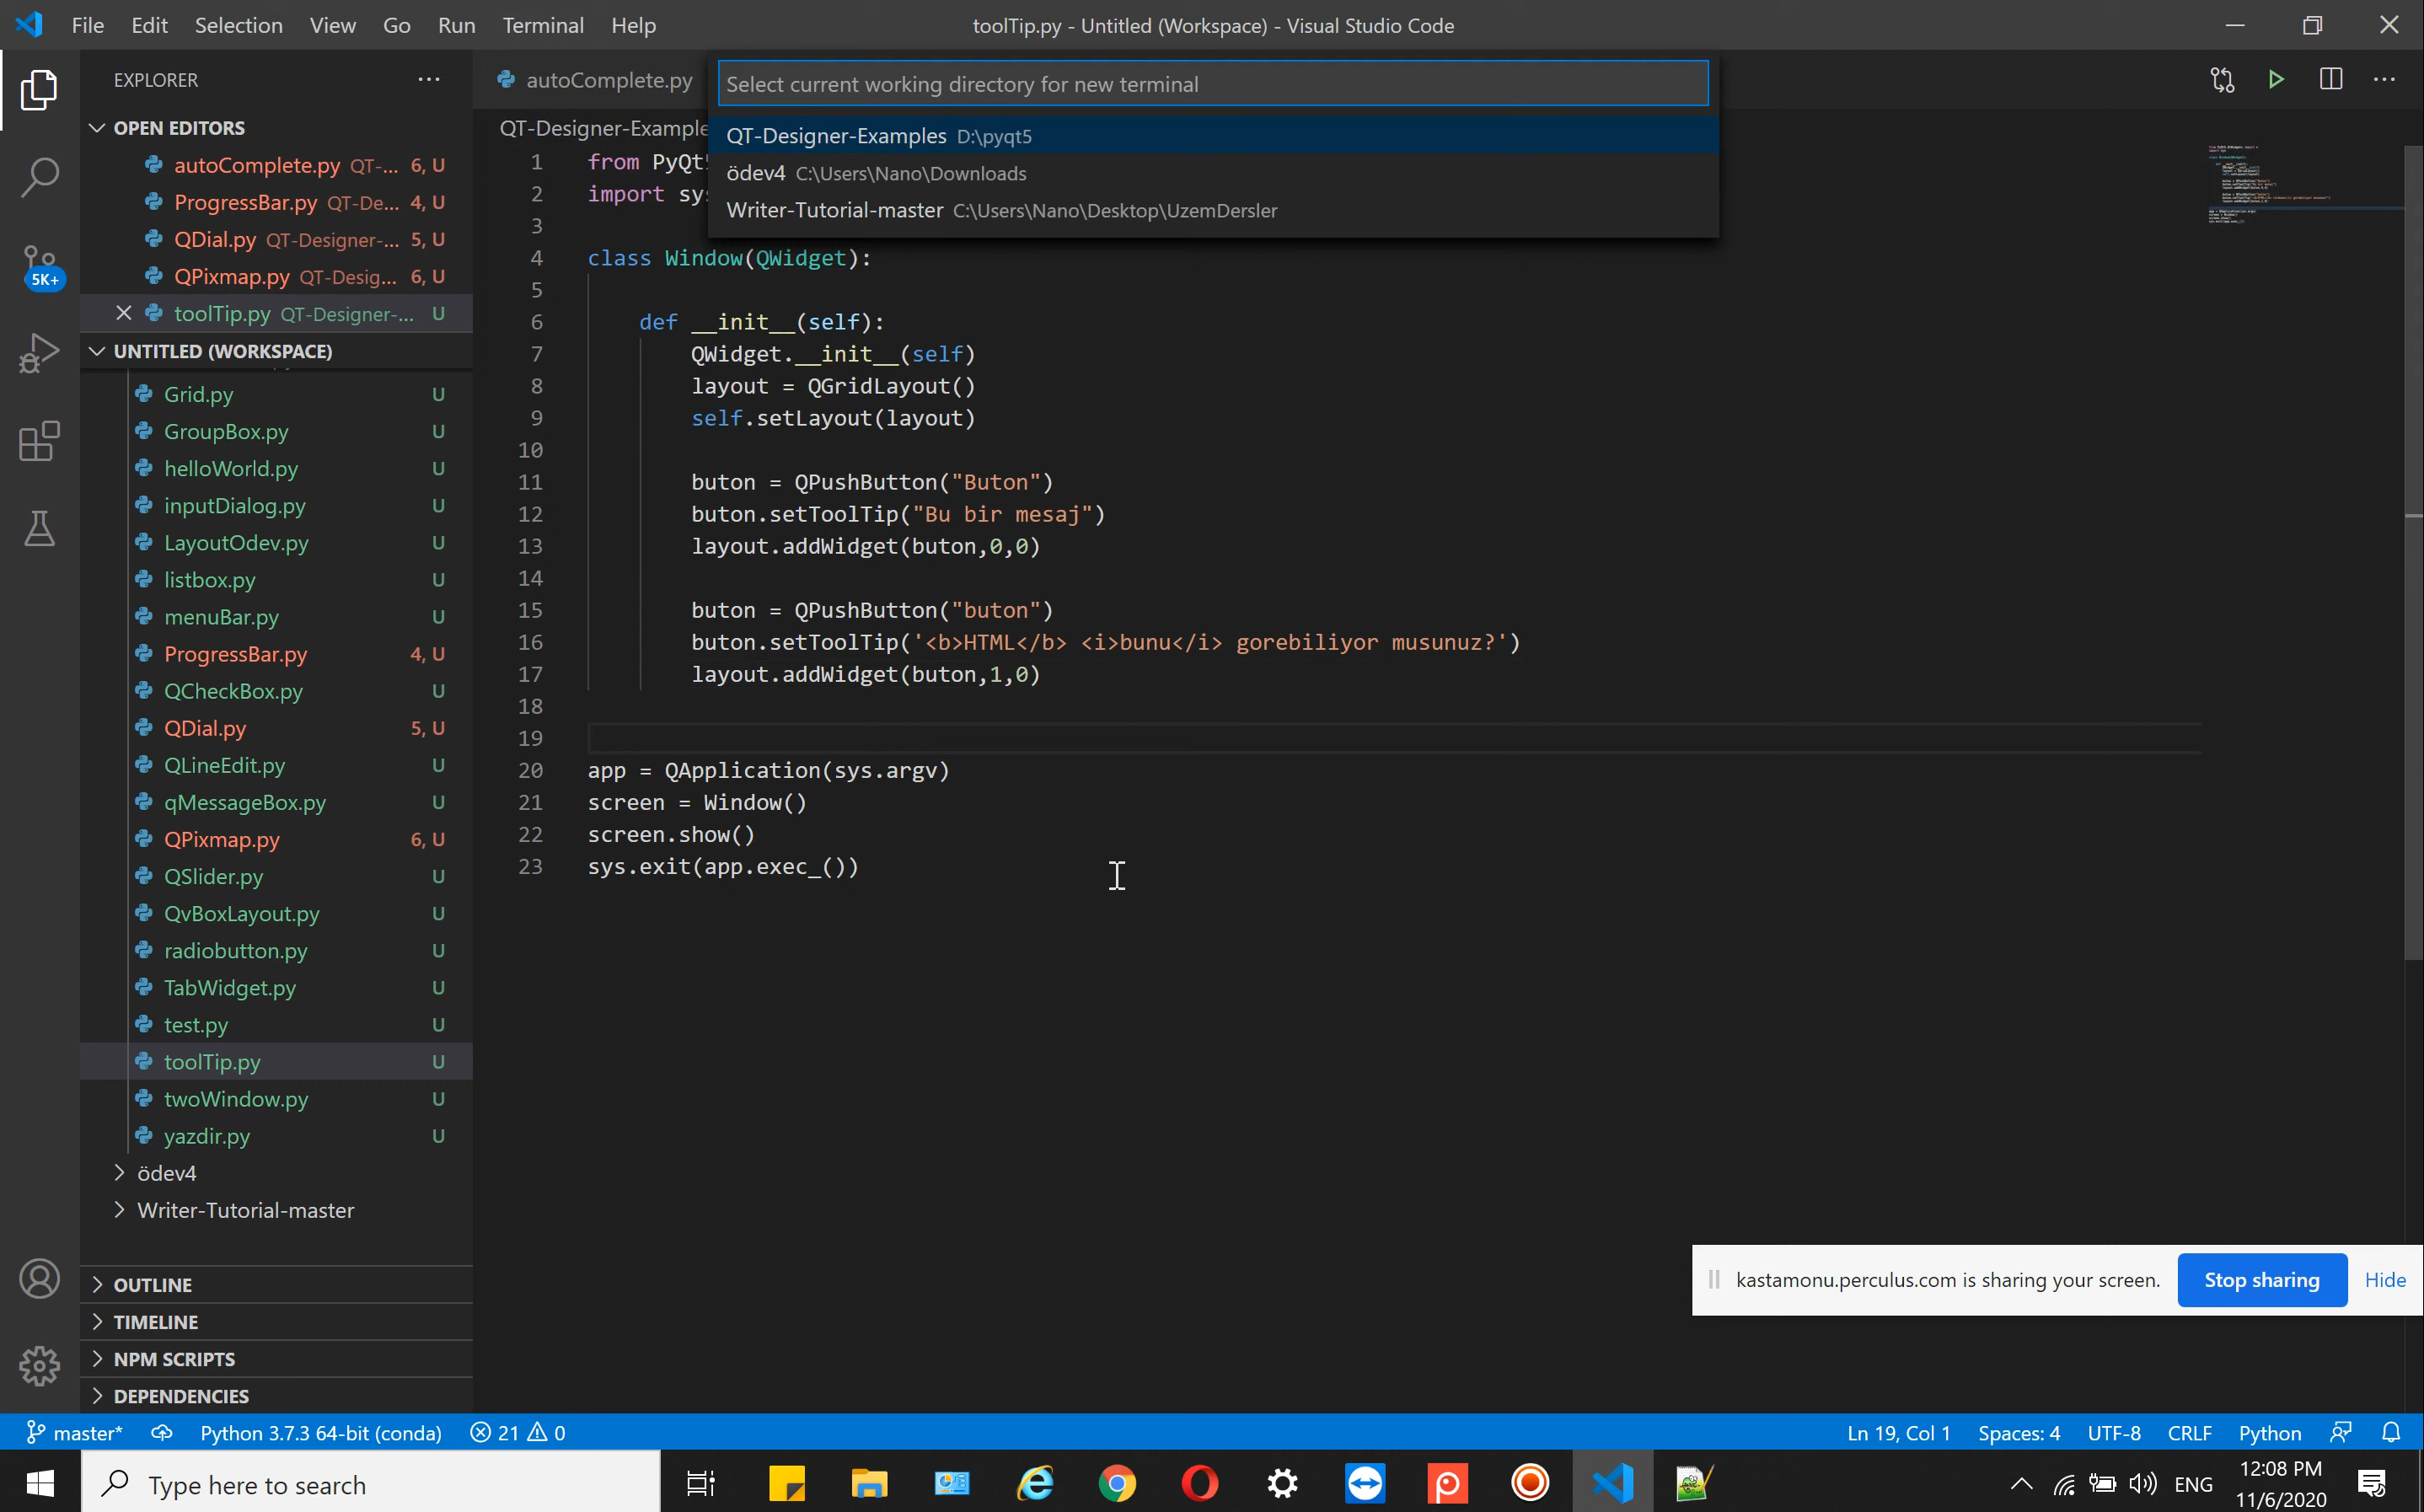 File Edit Selection View Go Run Terminal Help
toolTip.py - Untitled (Workspace) - Visual Studio Code
EXPLORER
OPEN EDITORS
autoComplete.py QT-... 6, U
ProgressBar.py QT-De... 4, U
QDial.py QT-Designer-... 5, U
QPixmap.py QT-Desig... 6, U
toolTip.py QT-Designer-... U
UNTITLED (WORKSPACE)
Grid.py U
GroupBox.py U
helloWorld.py U
inputDialog.py U
LayoutOdev.py U
listbox.py U
menuBar.py U
ProgressBar.py 4, U
QCheckBox.py U
QDial.py 5, U
QLineEdit.py U
qMessageBox.py U
QPixmap.py 6, U
QSlider.py U
QvBoxLayout.py U
radiobutton.py U
TabWidget.py U
test.py U
toolTip.py U
twoWindow.py U
yazdir.py U
ödev4
Writer-Tutorial-master
OUTLINE
TIMELINE
NPM SCRIPTS
DEPENDENCIES
5K+
autoComplete.py
Select current working directory for new terminal
QT-Designer-Examples D:\pyqt5
ödev4 C:\Users\Nano\Downloads
Writer-Tutorial-master C:\Users\Nano\Desktop\UzemDersler
QT-Designer-Example
1 from PyQt
2 import sys
3
4 class Window(QWidget):
5
6 def __init__(self):
7 QWidget.__init__(self)
8 layout = QGridLayout()
9 self.setLayout(layout)
10
11 buton = QPushButton("Buton")
12 buton.setToolTip("Bu bir mesaj")
13 layout.addWidget(buton,0,0)
14
15 buton = QPushButton("buton")
16 buton.setToolTip('<b>HTML</b> <i>bunu</i> gorebiliyor musunuz?')
17 layout.addWidget(buton,1,0)
18
19
20 app = QApplication(sys.argv)
21 screen = Window()
22 screen.show()
23 sys.exit(app.exec_())
kastamonu.perculus.com is sharing your screen. Stop sharing Hide
master* Python 3.7.3 64-bit (conda) 21 0
Ln 19, Col 1 Spaces: 4 UTF-8 CRLF Python
Type here to search
ENG
12:08 PM
11/6/2020